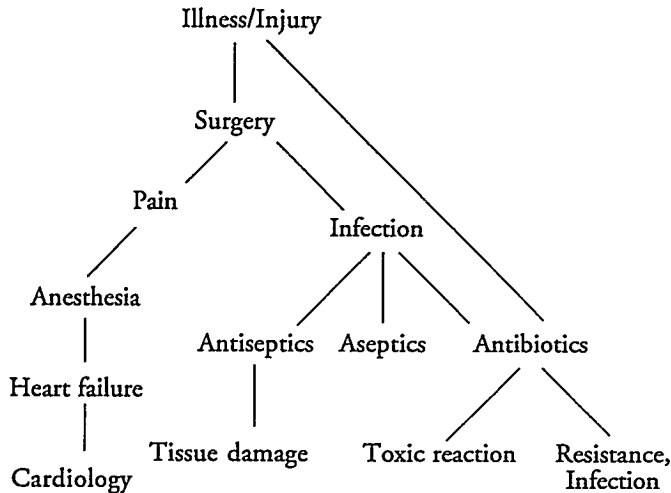 Illness/Injury
Surgery
Pain
Infection
Anesthesia
Antiseptics
Aseptics
Antibiotics
Heart failure
Tissue damage
Toxic reaction
Resistance,
Infection
Cardiology